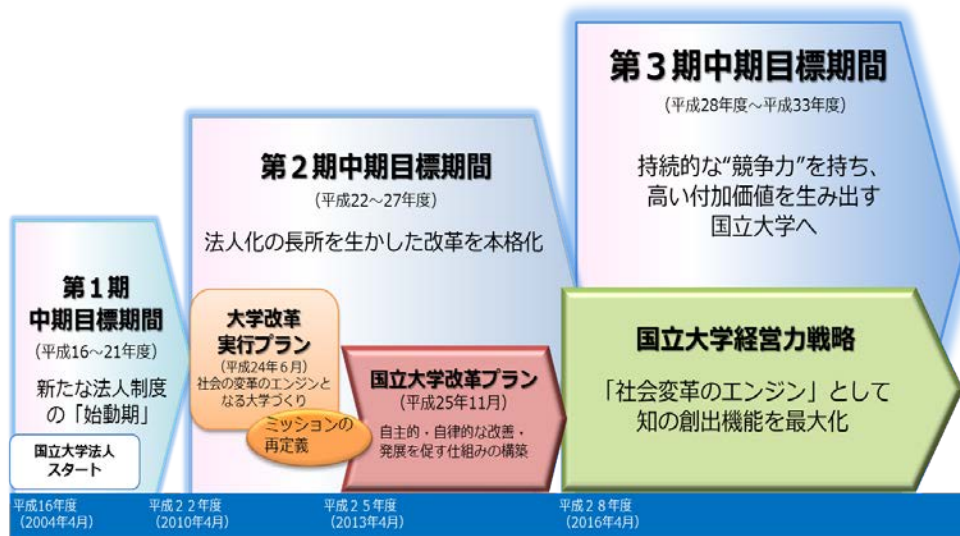 第１期
中期目標期間
（平成16～21年度）
新たな法人制度
の「始動期」
国立大学法人
スタート
第２期中期目標期間
（平成22～27年度）
法人化の長所を生かした改革を本格化
大学改革
実行プラン
（平成24年６月）
社会の変革のエンジンと
なる大学づくり
ミッションの
再定義
国立大学改革プラン
（平成25年11月）
自主的・自律的な改善・
発展を促す仕組みの構築
第３期中期目標期間
（平成28年度～平成33年度）
持続的な“競争力”を持ち、
高い付加価値を生み出す
国立大学へ
国立大学経営力戦略
「社会変革のエンジン」として
知の創出機能を最大化
平成16年度
（2004年4月）
平成２２年度
（2010年4月）
平成２５年度
（2013年4月）
平成２８年度
（2016年4月）